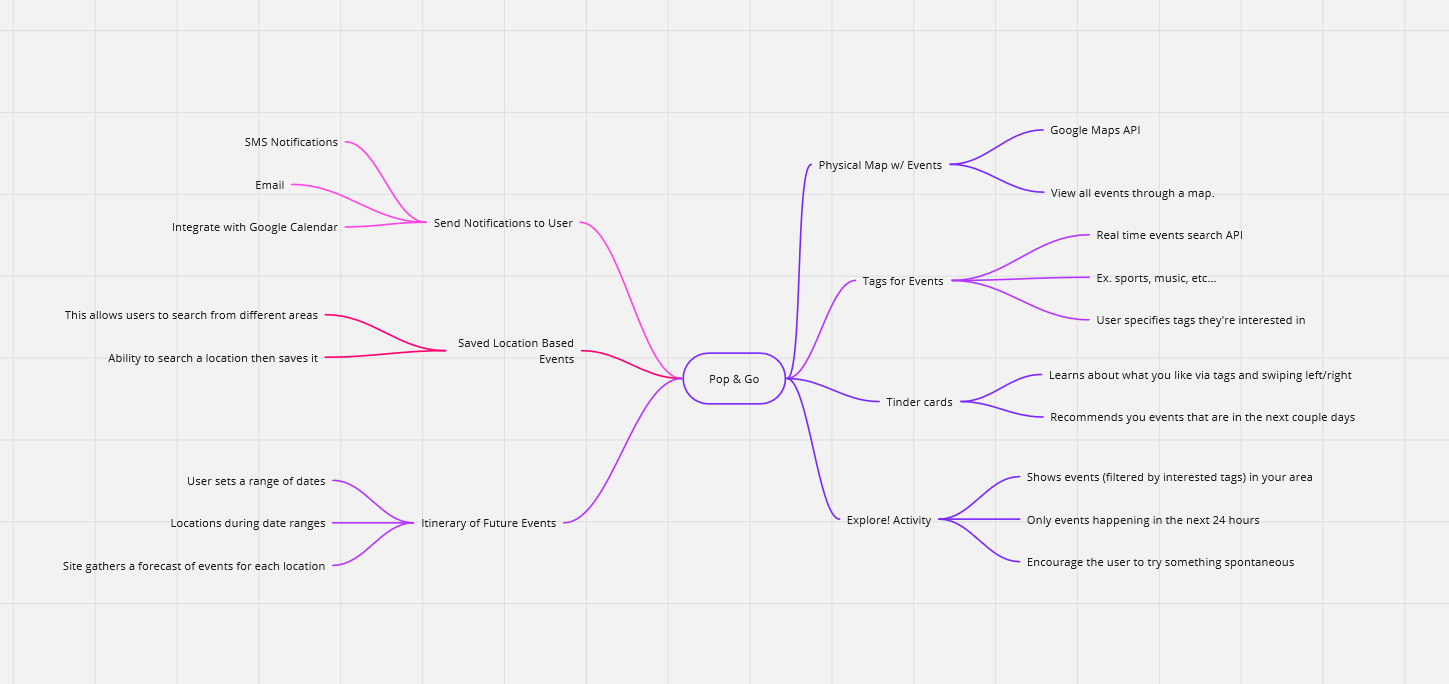 SMS Notifications
Email
Integrate with Google Calendar
Send Notifications to User
This allows users to search from different areas
Ability to search a location then saves it
Saved Location Based
Events
User sets a range of dates
Locations during date ranges
Site gathers a forecast of events for each location
Itinerary of Future Events
Pop & Go
Physical Map w/ Events
Google Maps API
View all events through a map.
Tags for Events
Real time events search API
Ex. sports, music, etc...
User specifies tags they're interested in
Tinder cards
Learns about what you like via tags and swiping left/right
Recommends you events that are in the next couple days
Explore! Activity
Shows events (filtered by interested tags) in your area
Only events happening in the next 24 hours
Encourage the user to try something spontaneous